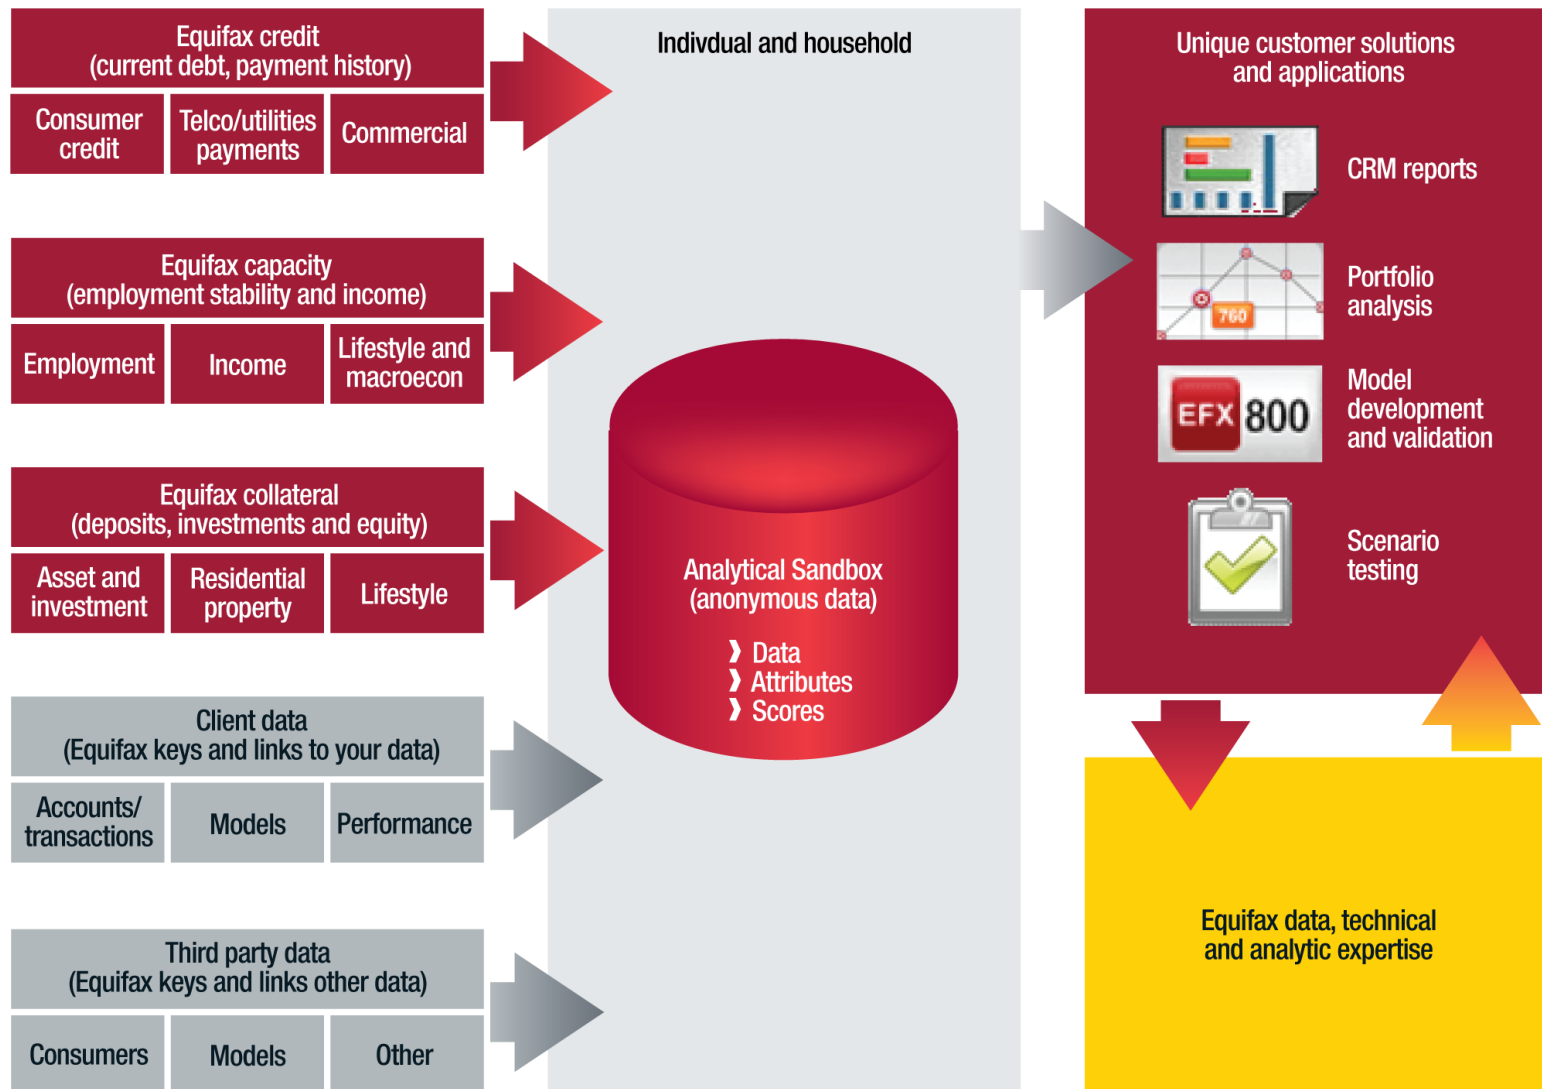 Equifax credit
(current debt, payment history)
Consumer
credit
Telco/utilities
payments
Commercial
Equifax capacity
(employment stability and income)
Employment
Income
Lifestyle and
macroecon
Equifax collateral
(deposits, investments and equity)
Asset and
investment
Residential
property
Lifestyle
Client data
(Equifax keys and links to your data)
Accounts/
transactions
Models
Performance
Third party data
(Equifax keys and links other data)
Consumers
Models
Other
Indivdual and household
Analytical Sandbox
(anonymous data)
❱ Data
❱ Attributes
❱ Scores
Unique customer solutions
and applications
CRM reports
760
Portfolio
analysis
EFX 800
Model
development
and validation
Scenario
testing
Equifax data, technical
and analytic expertise